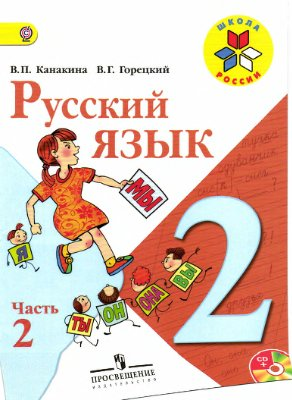 ШКОЛА
РОССИИ
В.П. Канакина В.Г. Горецкий
Русский
язык
МЫ
Я
ТЫ
ОН
ОНА
ВЫ
2
Часть
2
ПРОСВЕЩЕНИЕ
ИЗДАТЕЛЬСТВО
CD